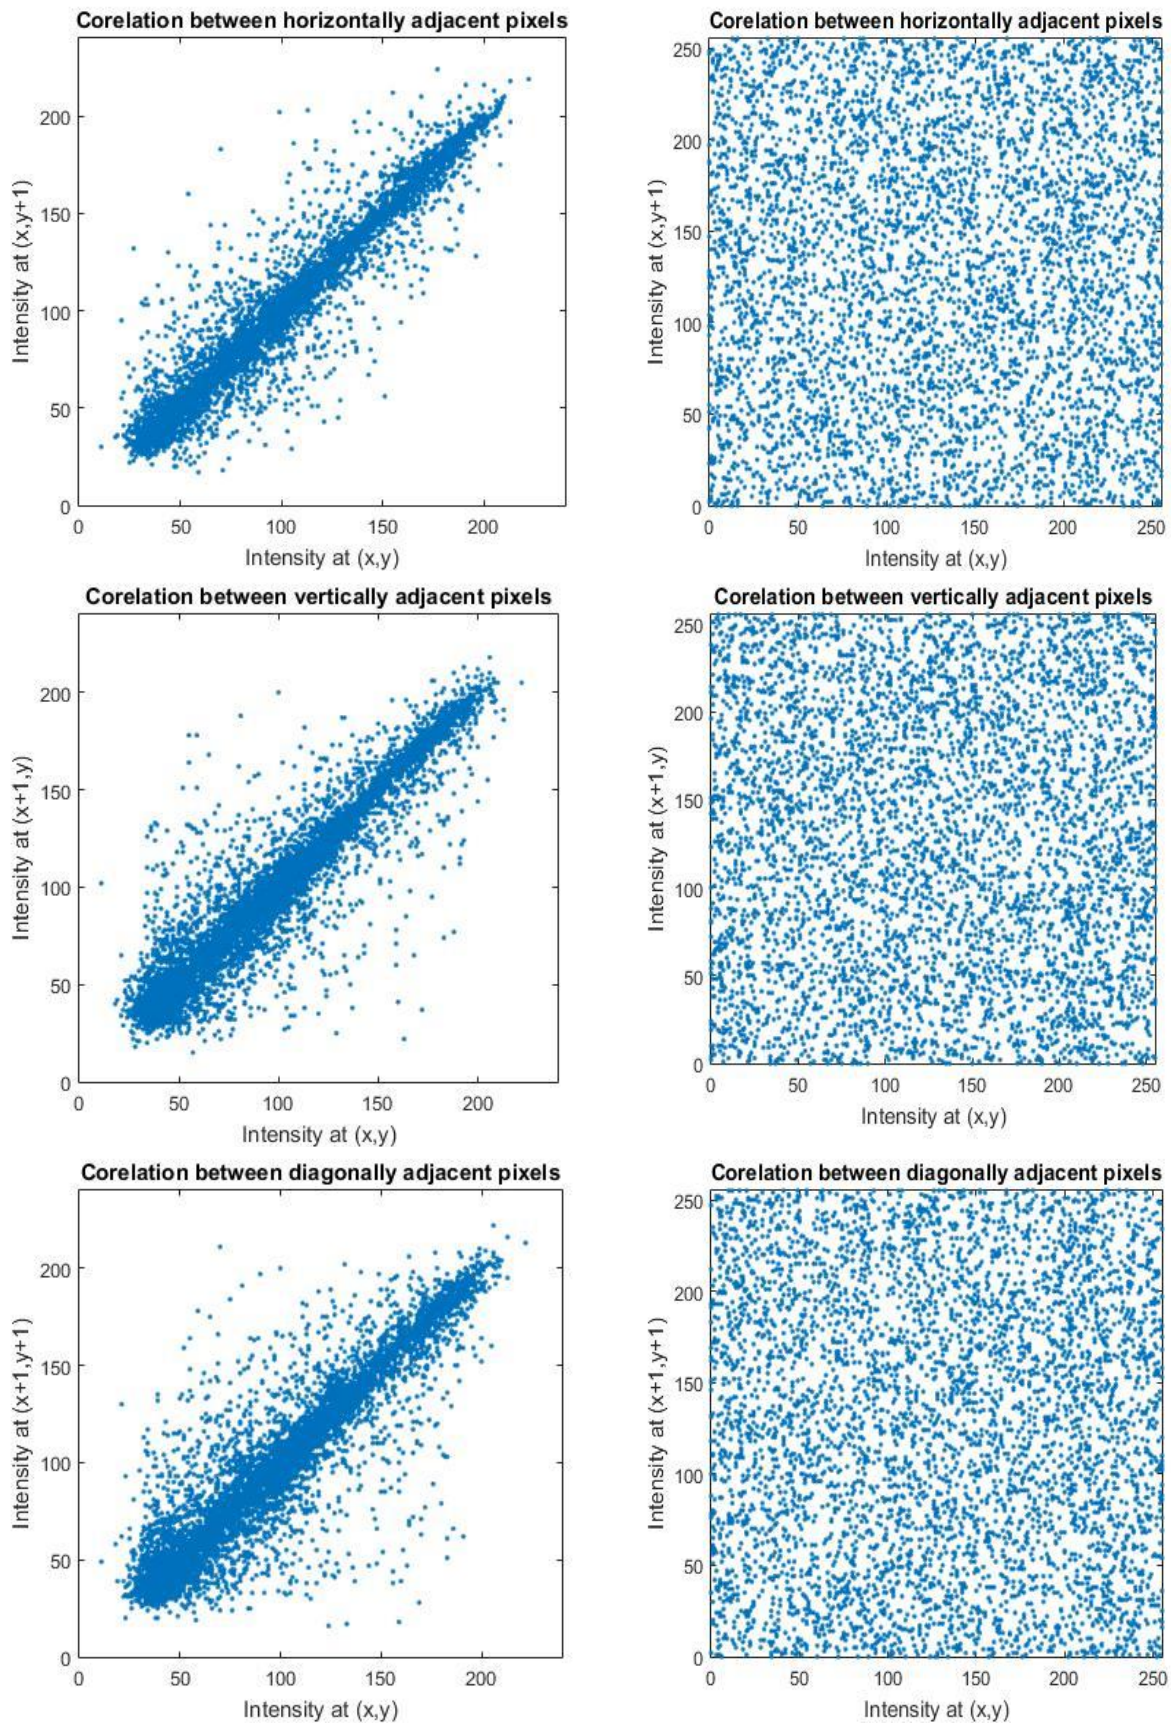 Corelation between horizontally adjacent pixels
Intensity at (x,y+1)
200
150
100
50
0
0 50 100 150 200
Intensity at (x,y)
Corelation between horizontally adjacent pixels
Intensity at (x,y+1)
250
200
150
100
50
0
0 50 100 150 200 250
Intensity at (x,y)
Corelation between vertically adjacent pixels
Intensity at (x+1,y)
200
150
100
50
0
0 50 100 150 200
Intensity at (x,y)
Corelation between vertically adjacent pixels
Intensity at (x+1,y)
250
200
150
100
50
0
0 50 100 150 200 250
Intensity at (x,y)
Corelation between diagonally adjacent pixels
Intensity at (x+1,y+1)
200
150
100
50
0
0 50 100 150 200
Intensity at (x,y)
Corelation between diagonally adjacent pixels
Intensity at (x+1,y+1)
250
200
150
100
50
0
0 50 100 150 200 250
Intensity at (x,y)